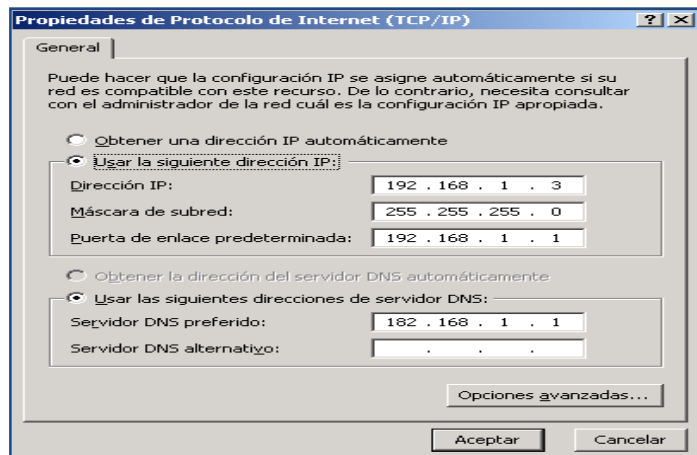 Propiedades de Protocolo de Internet (TCP/IP)
General
Puede hacer que la configuración IP se asigne automáticamente si su
red es compatible con este recurso. De lo contrario, necesita consultar
con el administrador de la red cuál es la configuración IP apropiada.
Obtener una dirección IP automáticamente
Usar la siguiente dirección IP:
Dirección IP: 192 . 168 . 1 . 3
Máscara de subred: 255 . 255 . 255 . 0
Puerta de enlace predeterminada: 192 . 168 . 1 . 1
Obtener la dirección del servidor DNS automáticamente
Usar las siguientes direcciones de servidor DNS:
Servidor DNS preferido: 182 . 168 . 1 . 1
Servidor DNS alternativo: . . .
Opciones avanzadas...
Aceptar Cancelar